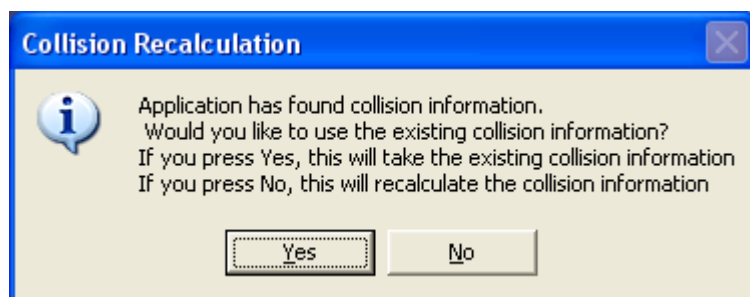 Collision Recalculation
Application has found collision information.
Would you like to use the existing collision information?
If you press Yes, this will take the existing collision information
If you press No, this will recalculate the collision information
Yes No